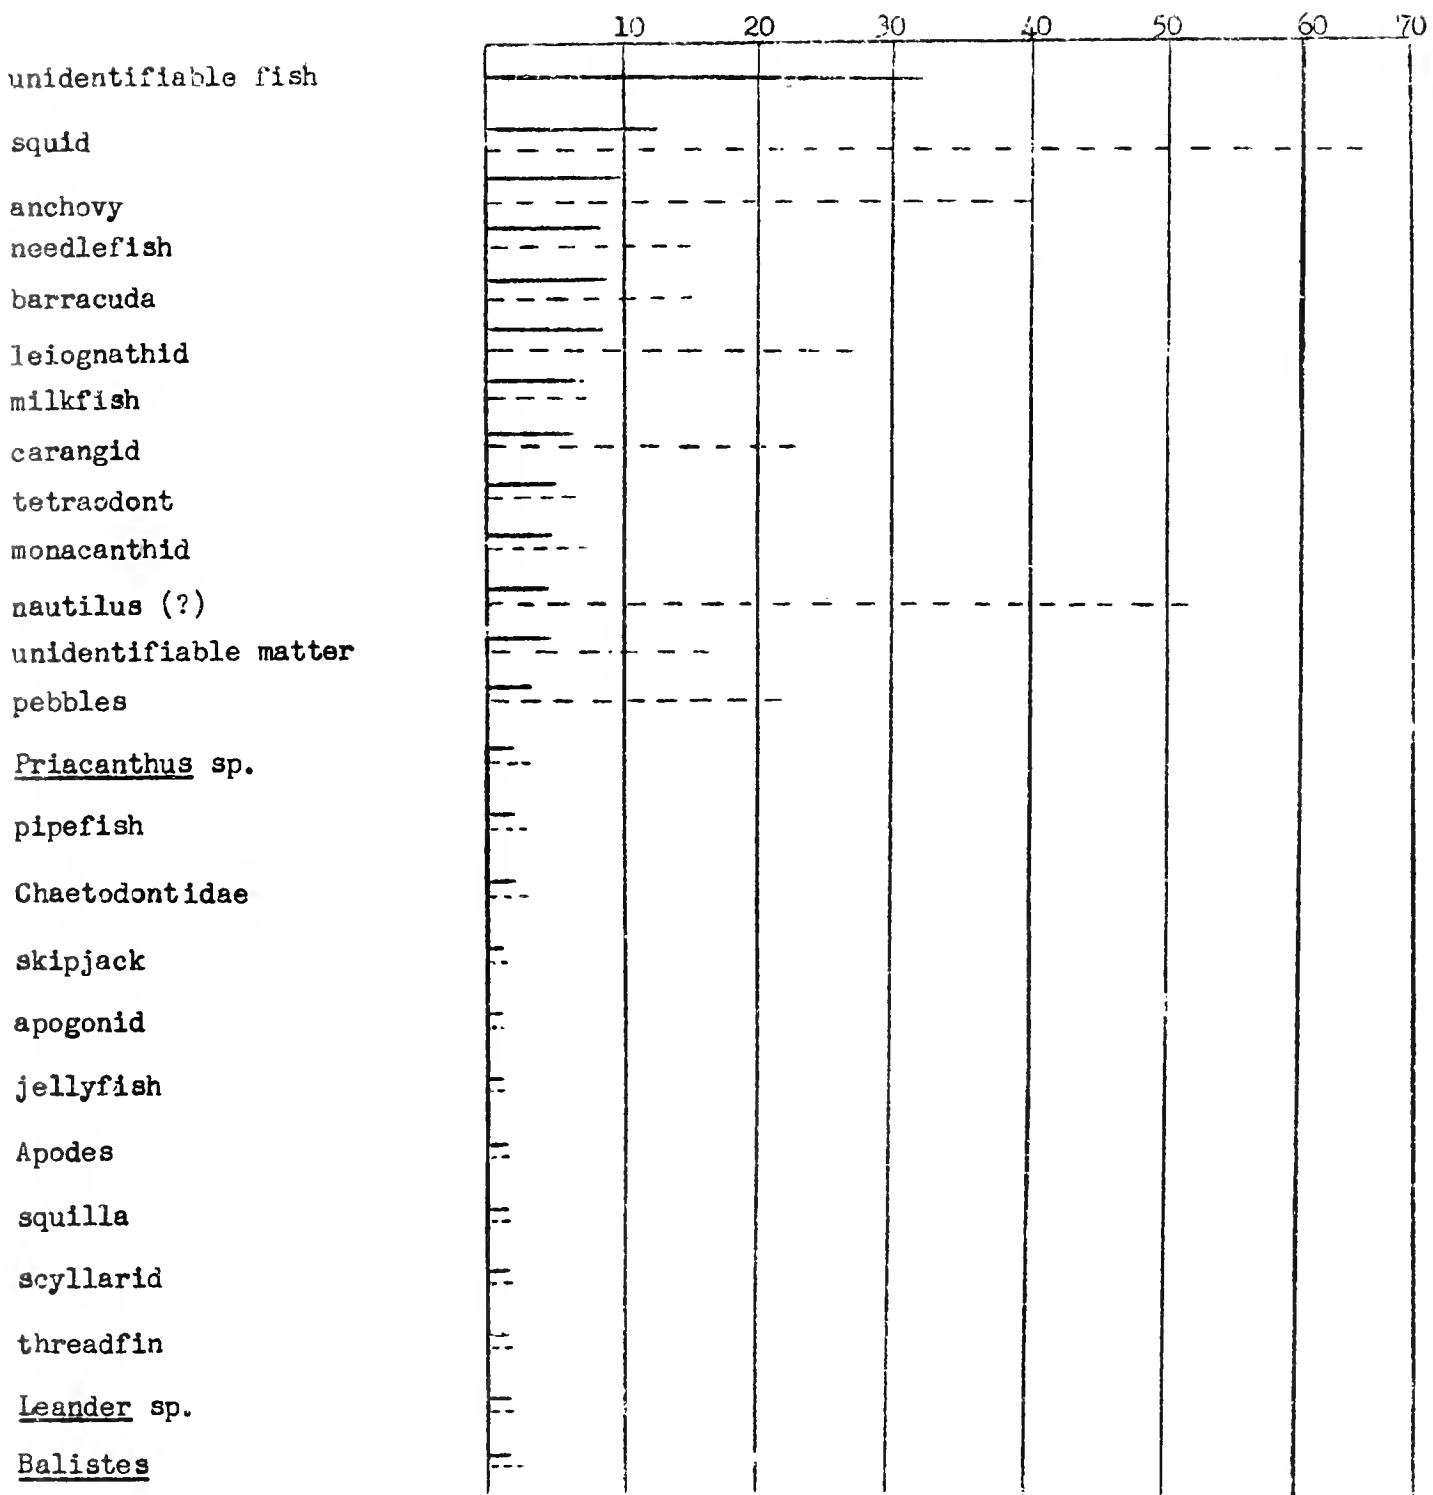 10 20 30 40 50 60 70
unidentifiable fish
squid
anchovy
needlefish
barracuda
leiognathid
milkfish
carangid
tetraodont
monacanthid
nautilus (?)
unidentifiable matter
pebbles
Priacanthus sp.
pipefish
Chaetodontidae
skipjack
apogonid
jellyfish
Apodes
squilla
scyllarid
threadfin
Leander sp.
Balistes